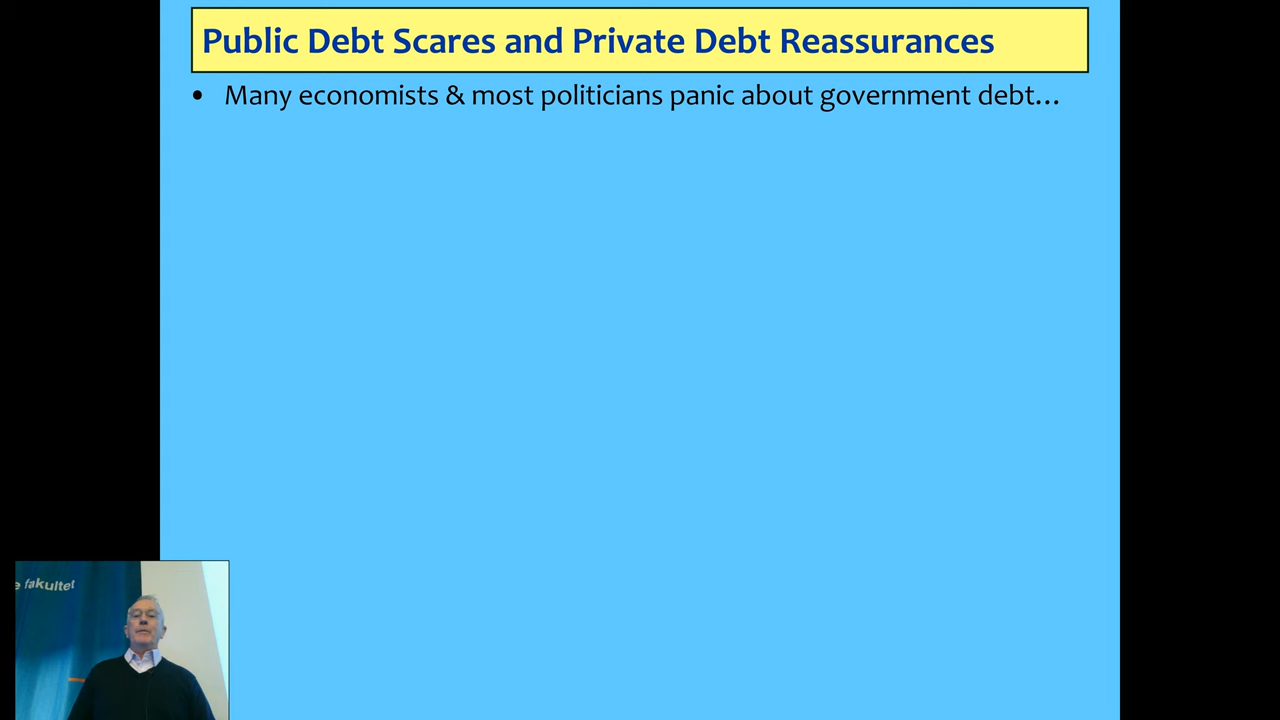 Public Debt Scares and Private Debt Reassurances
• Many economists & most politicians panic about government debt…
e fakultet